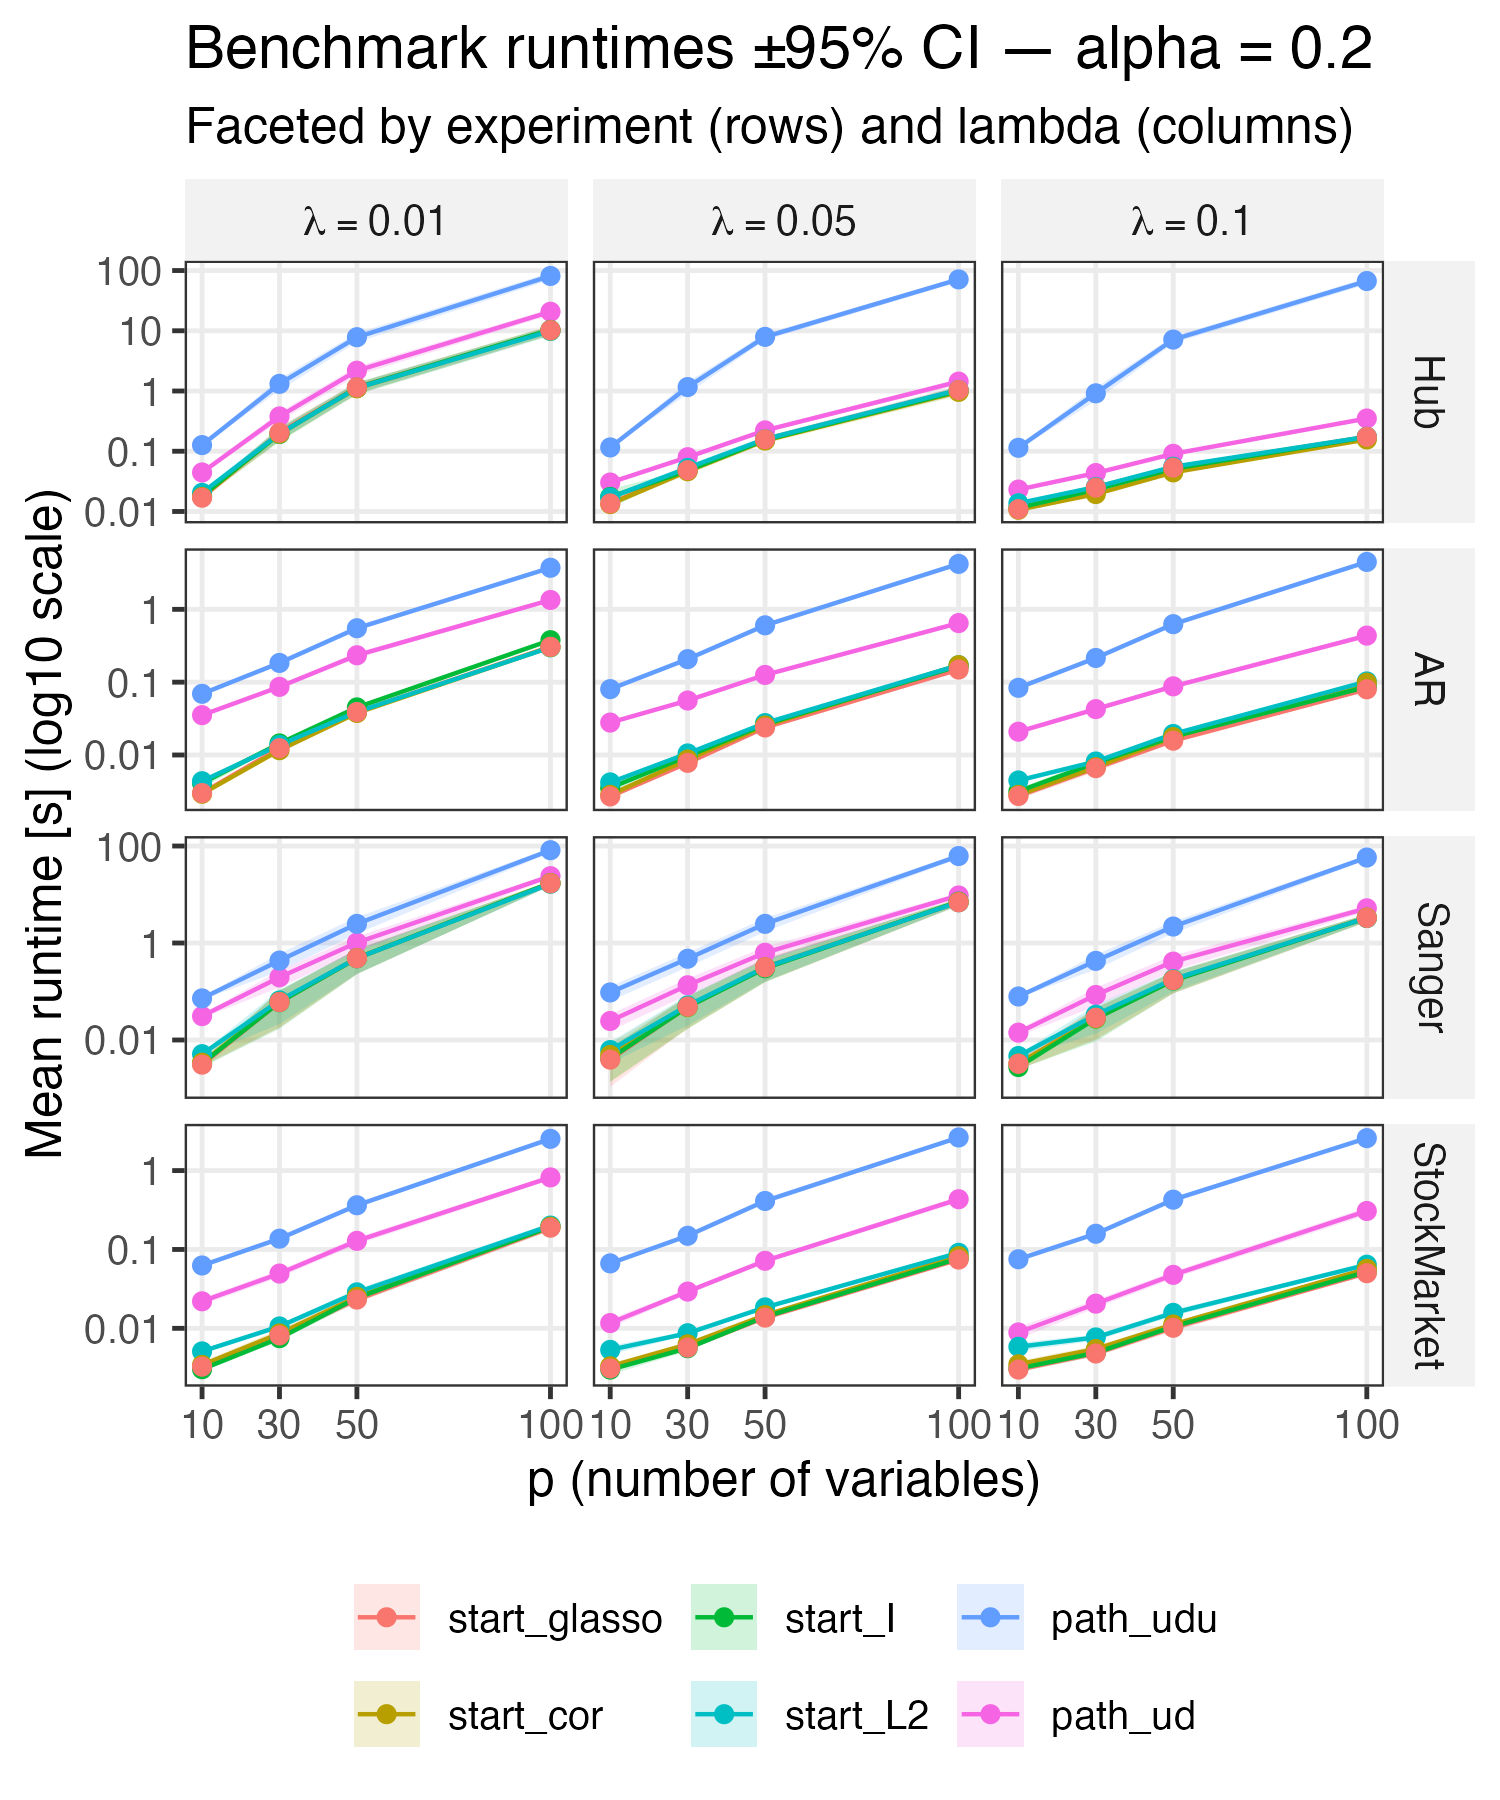 Benchmark runtimes ±95% CI — alpha = 0.2
Faceted by experiment (rows) and lambda (columns)
λ = 0.01
λ = 0.05
λ = 0.1
Mean runtime [s] (log10 scale)
100
10
1
0.1
0.01
Hub
1
0.1
0.01
AR
100
1
0.01
Sanger
1
0.1
0.01
StockMarket
10 30 50 100
10 30 50 100
10 30 50 100
p (number of variables)
start_glasso
start_I
path_udu
start_cor
start_L2
path_ud